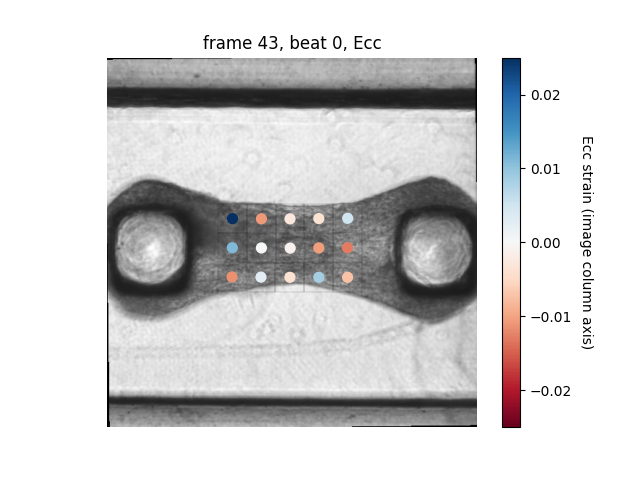 frame 43, beat 0, Ecc
0.02
0.01
0.00
−0.01
−0.02
Ecc strain (image column axis)